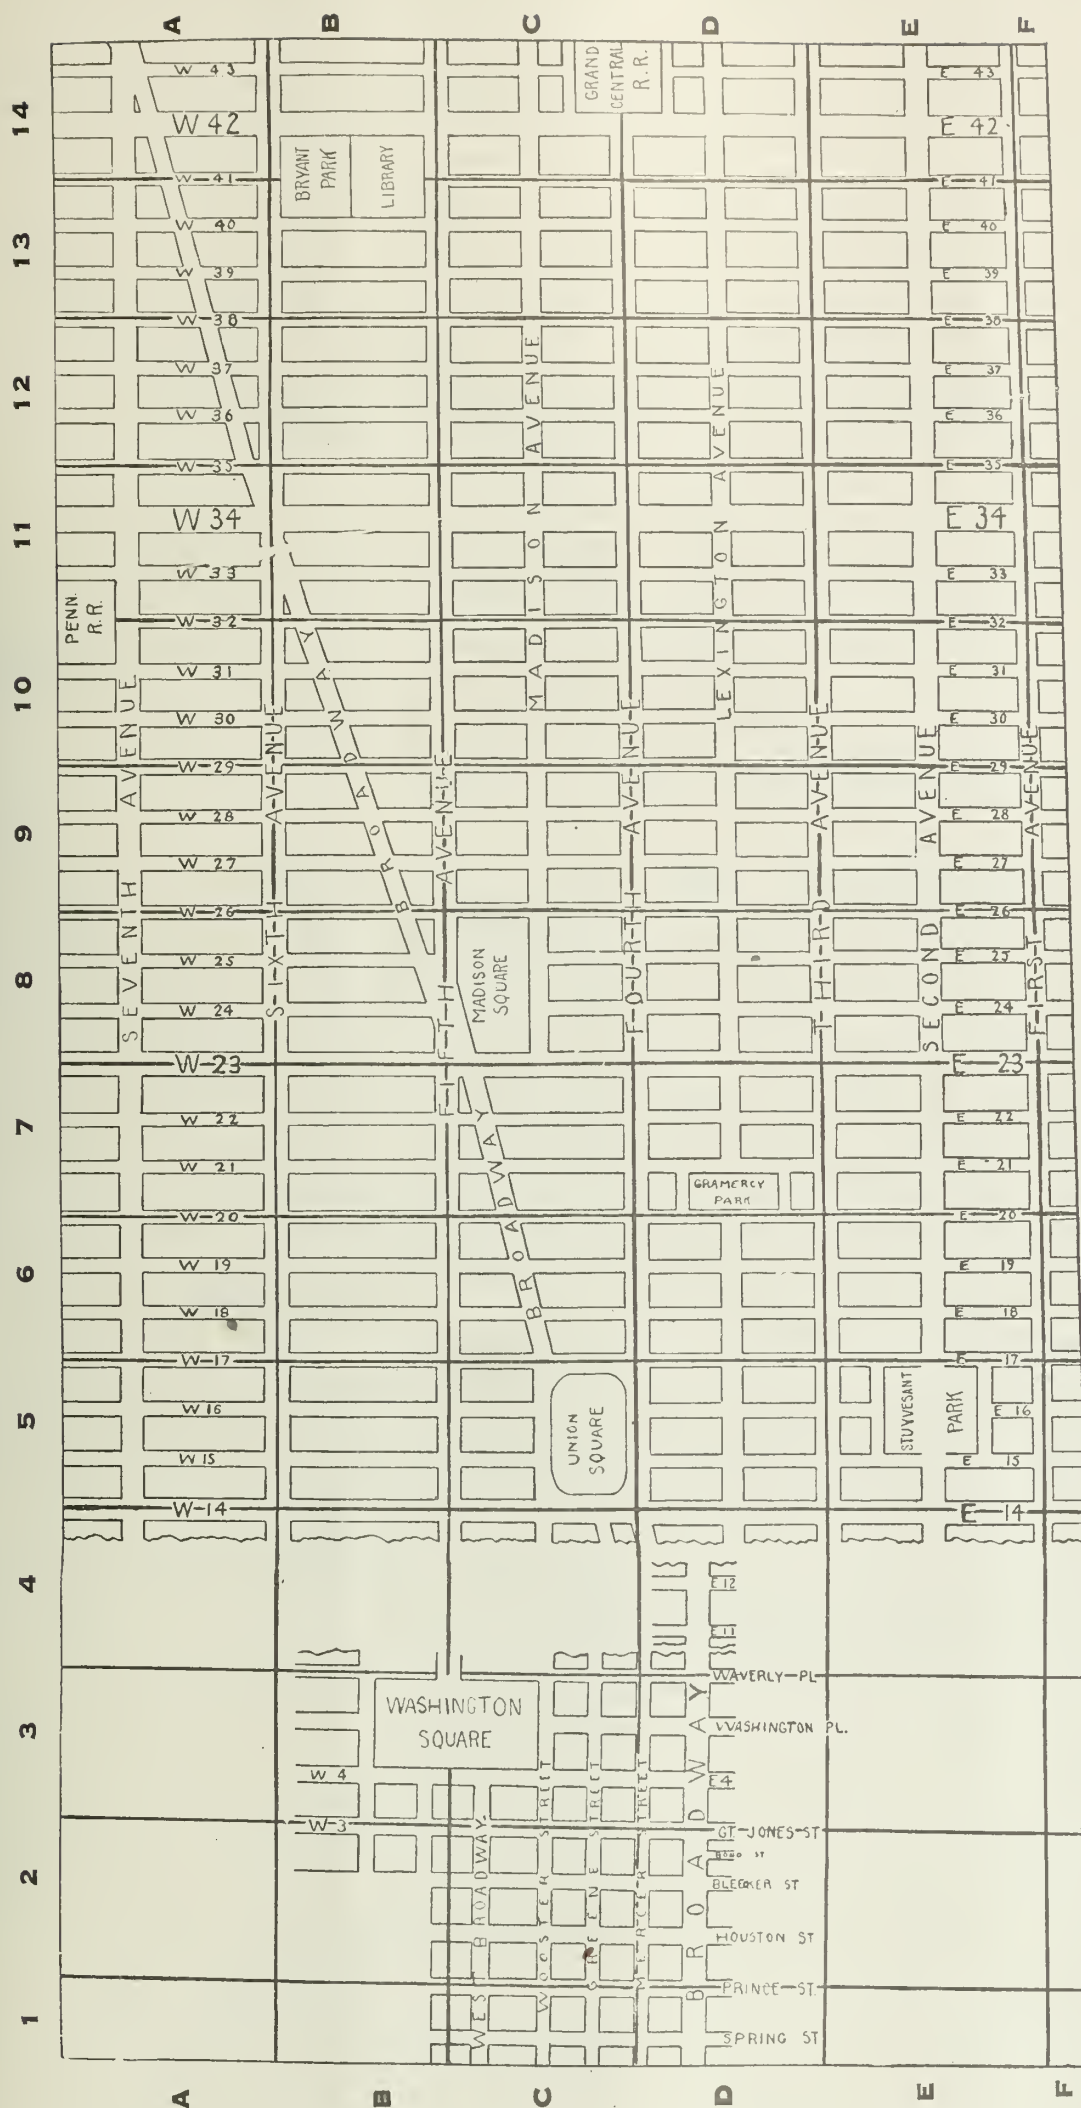 A
B
C
D
E
F
14
13
12
11
10
9
8
7
6
5
4
3
2
1
W 43
E 43
GRAND
CENTRAL
R.R.
W 42
E 42
BRYANT
PARK
LIBRARY
W 41
E 41
W 40
E 40
W 39
E 39
W 38
E 38
W 37
E 37
W 36
E 36
W 35
E 35
W 34
E 34
W 33
E 33
PENN.
R.R.
W 32
E 32
W 31
E 31
W 30
E 30
W 29
E 29
W 28
E 28
W 27
E 27
W 26
E 26
W 25
E 25
W 24
E 24
W 23
E 23
SEVENTH AVENUE
SIXTH AVENUE
BROADWAY
FIFTH AVENUE
MADISON AVENUE
FOURTH AVENUE
LEXINGTON AVENUE
THIRD AVENUE
SECOND AVENUE
FIRST AVENUE
MADISON
SQUARE
W 22
E 22
W 21
E 21
GRAMERCY
PARK
W 20
E 20
BROADWAY
W 19
E 19
W 18
E 18
W 17
E 17
W 16
E 16
UNION
SQUARE
STUYVESANT
PARK
W 15
E 15
W 14
E 14
E 12
E 11
WAVERLY PL
WASHINGTON
SQUARE
WASHINGTON PL.
W 4
E 4
W 3
GT. JONES ST
BOND ST
BLEECKER ST
HOUSTON ST
PRINCE ST.
SPRING ST
WEST BROADWAY.
WOOSTER STREET
GREENE STREET
MERCER STREET
BROADWAY
A
B
C
D
E
F